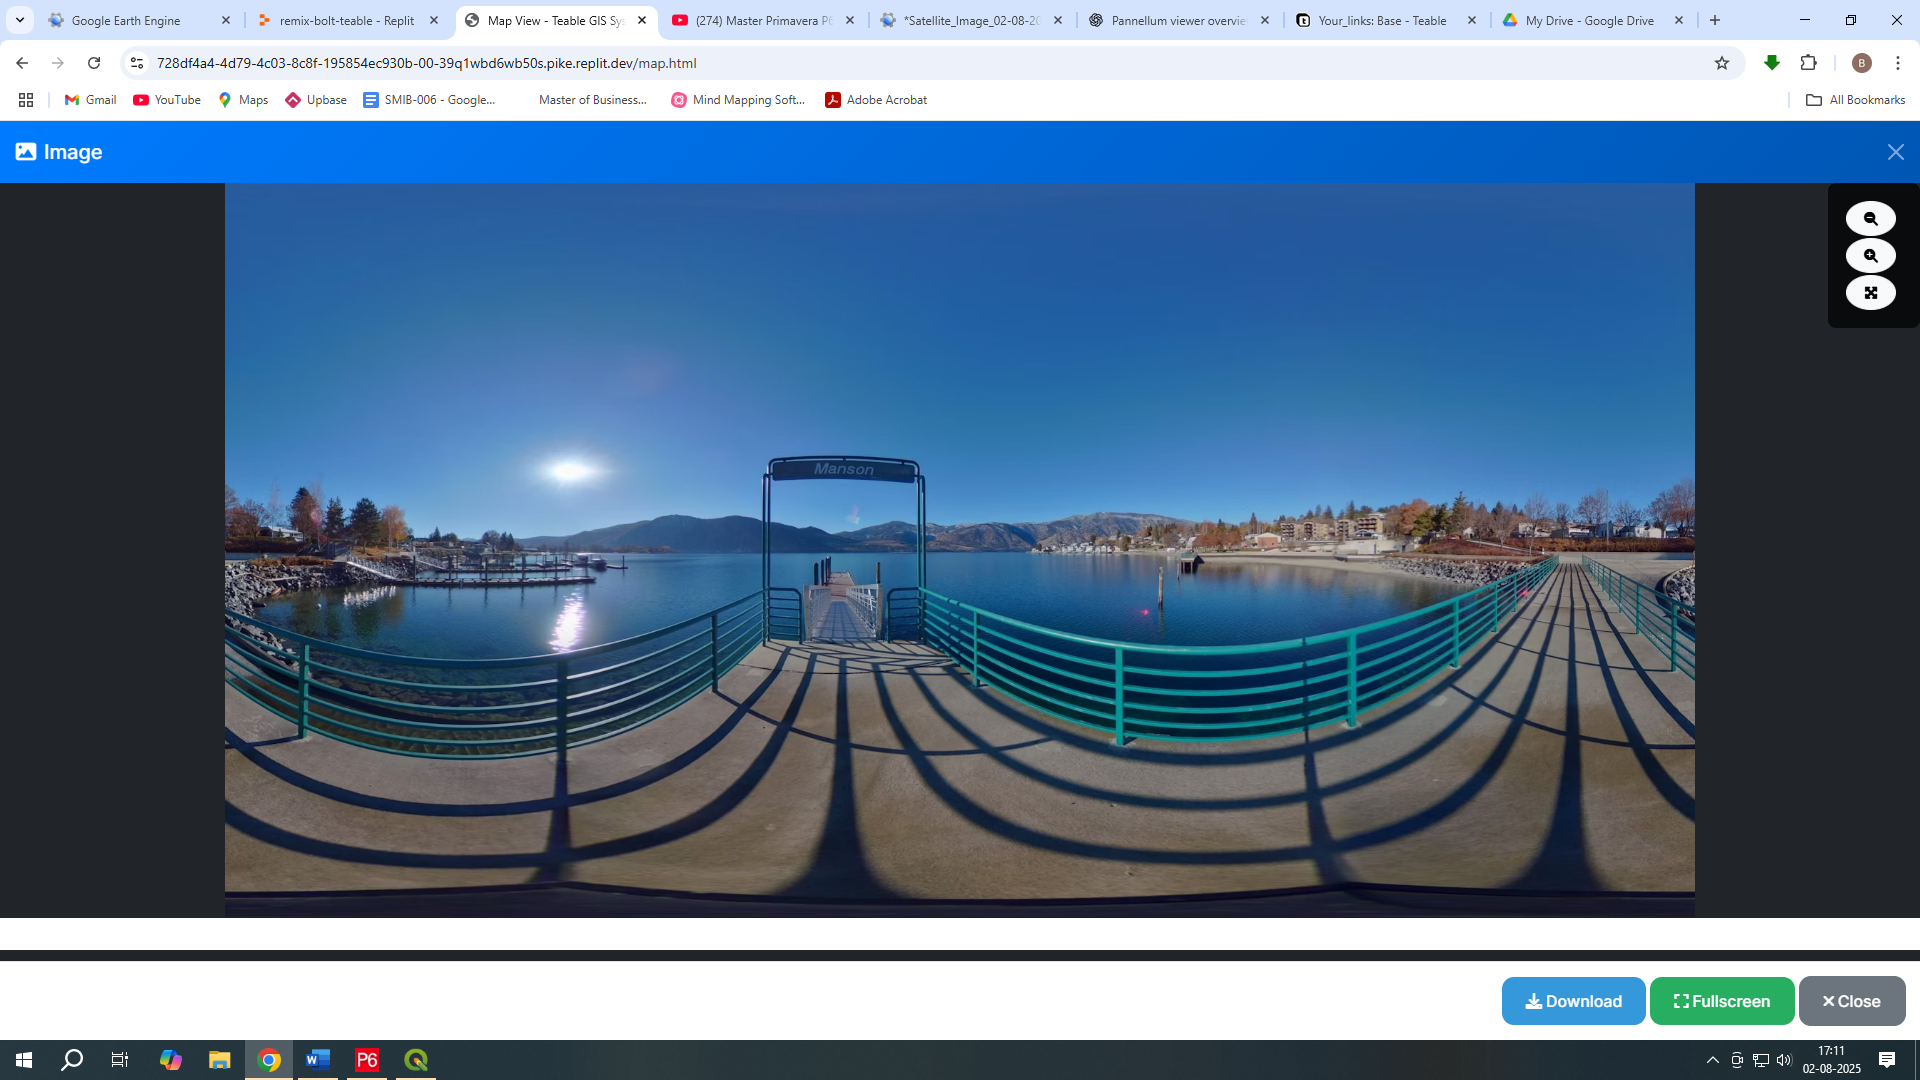 Google Earth Engine
remix-bolt-teable - Replit
Map View - Teable GIS Sys
(274) Master Primavera P6
*Satellite_Image_02-08-20
Pannellum viewer overvie
Your_links: Base - Teable
My Drive - Google Drive
728df4a4-4d79-4c03-8c8f-195854ec930b-00-39q1wbd6wb50s.pike.replit.dev/map.html
B
Gmail
YouTube
Maps
Upbase
SMIB-006 - Google...
Master of Business...
Mind Mapping Soft...
Adobe Acrobat
All Bookmarks
Image
Manson
Download
Fullscreen
Close
W
P6
17:11
02-08-2025